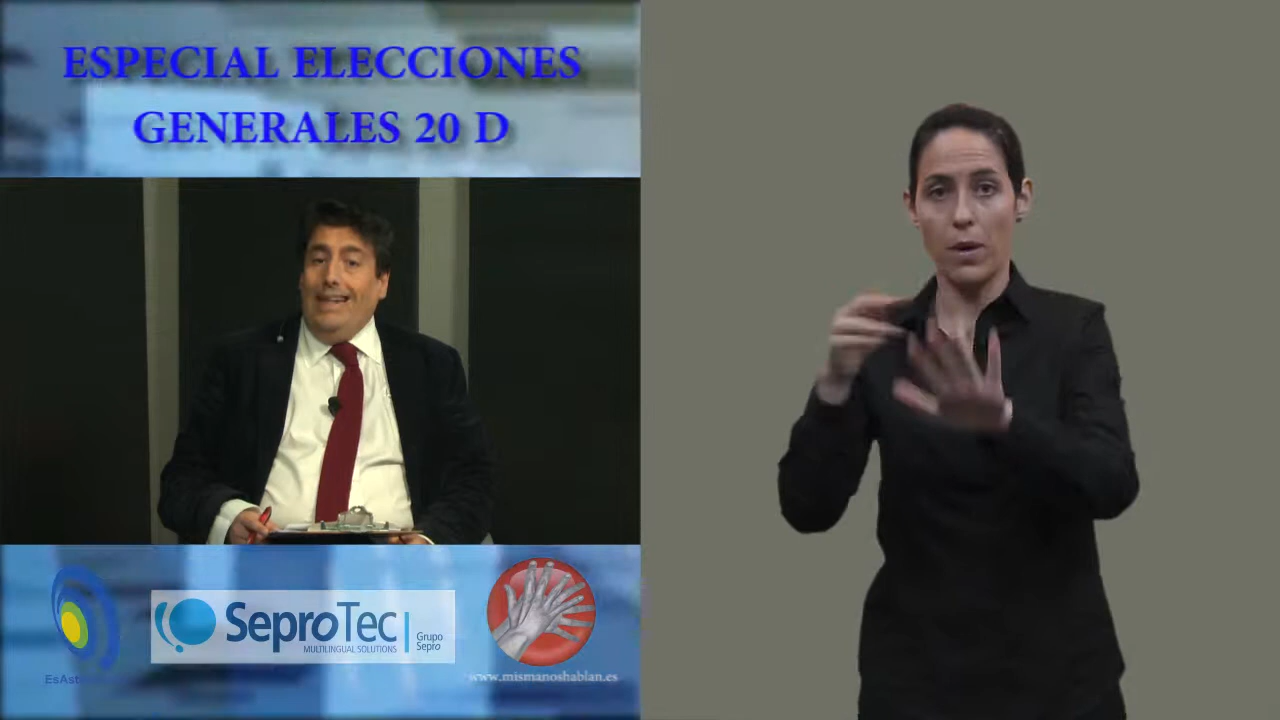 ESPECIAL ELECCIONES
GENERALES 20 D
SeproTec
MULTILINGUAL SOLUTIONS
Grupo
Sepro
www.mismanoshablan.es